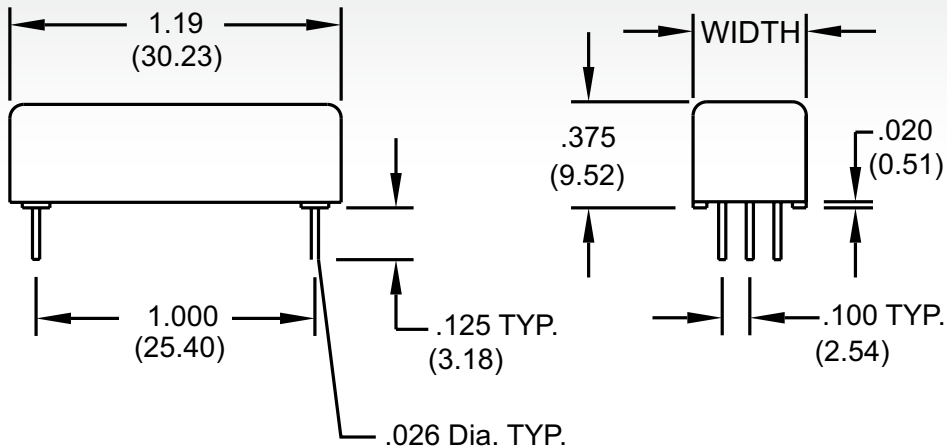 1.19
(30.23)
WIDTH
.375
(9.52)
.020
(0.51)
1.000
(25.40)
.125 TYP.
(3.18)
.100 TYP.
(2.54)
.026 Dia. TYP.